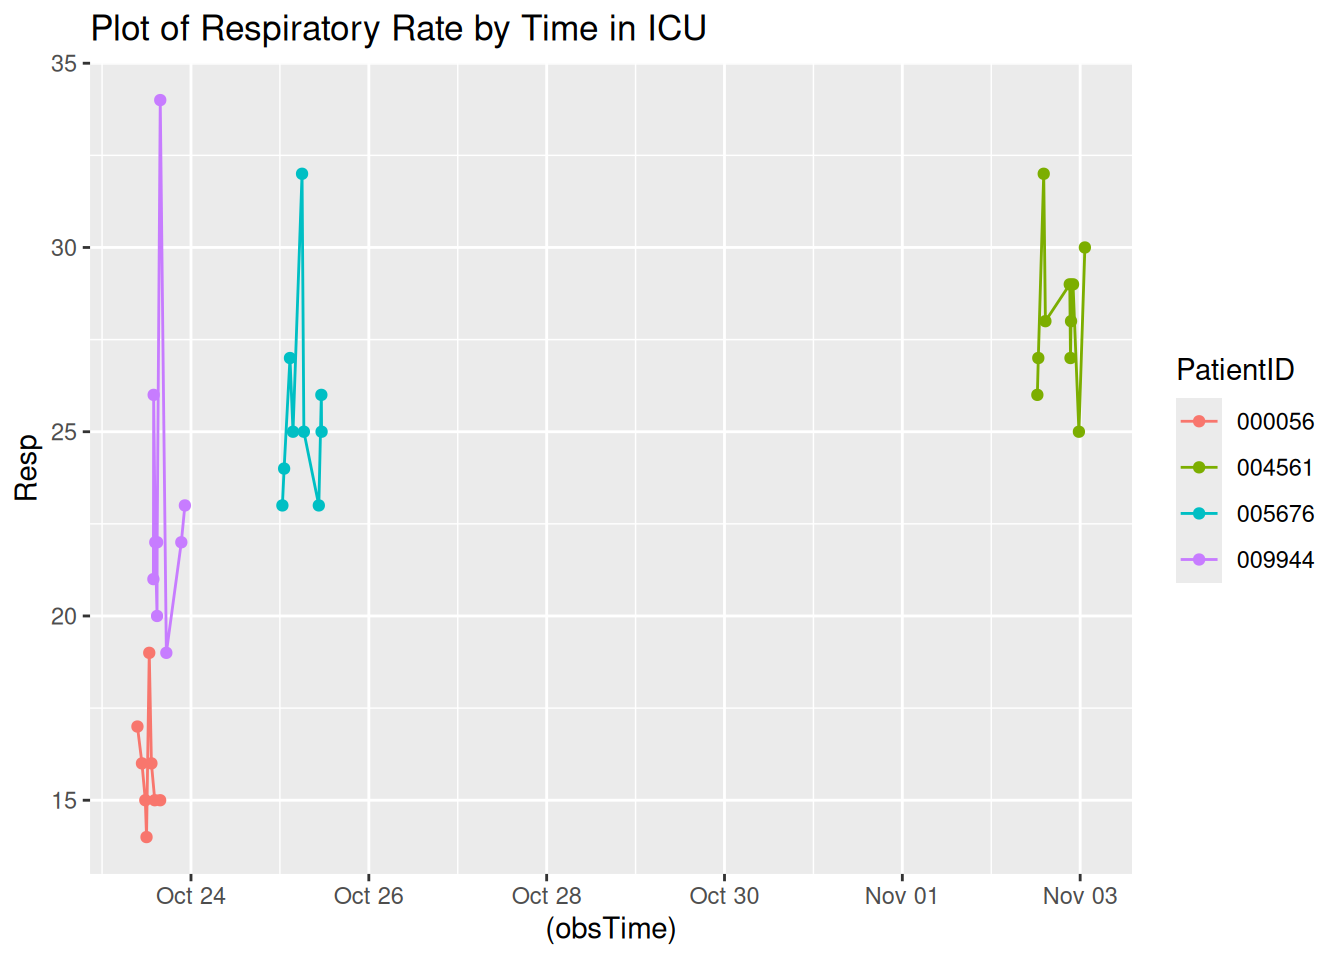 Plot of Respiratory Rate by Time in ICU
35
30
25
20
15
Resp
Oct 24 Oct 26 Oct 28 Oct 30 Nov 01 Nov 03
(obsTime)
PatientID
000056
004561
005676
009944